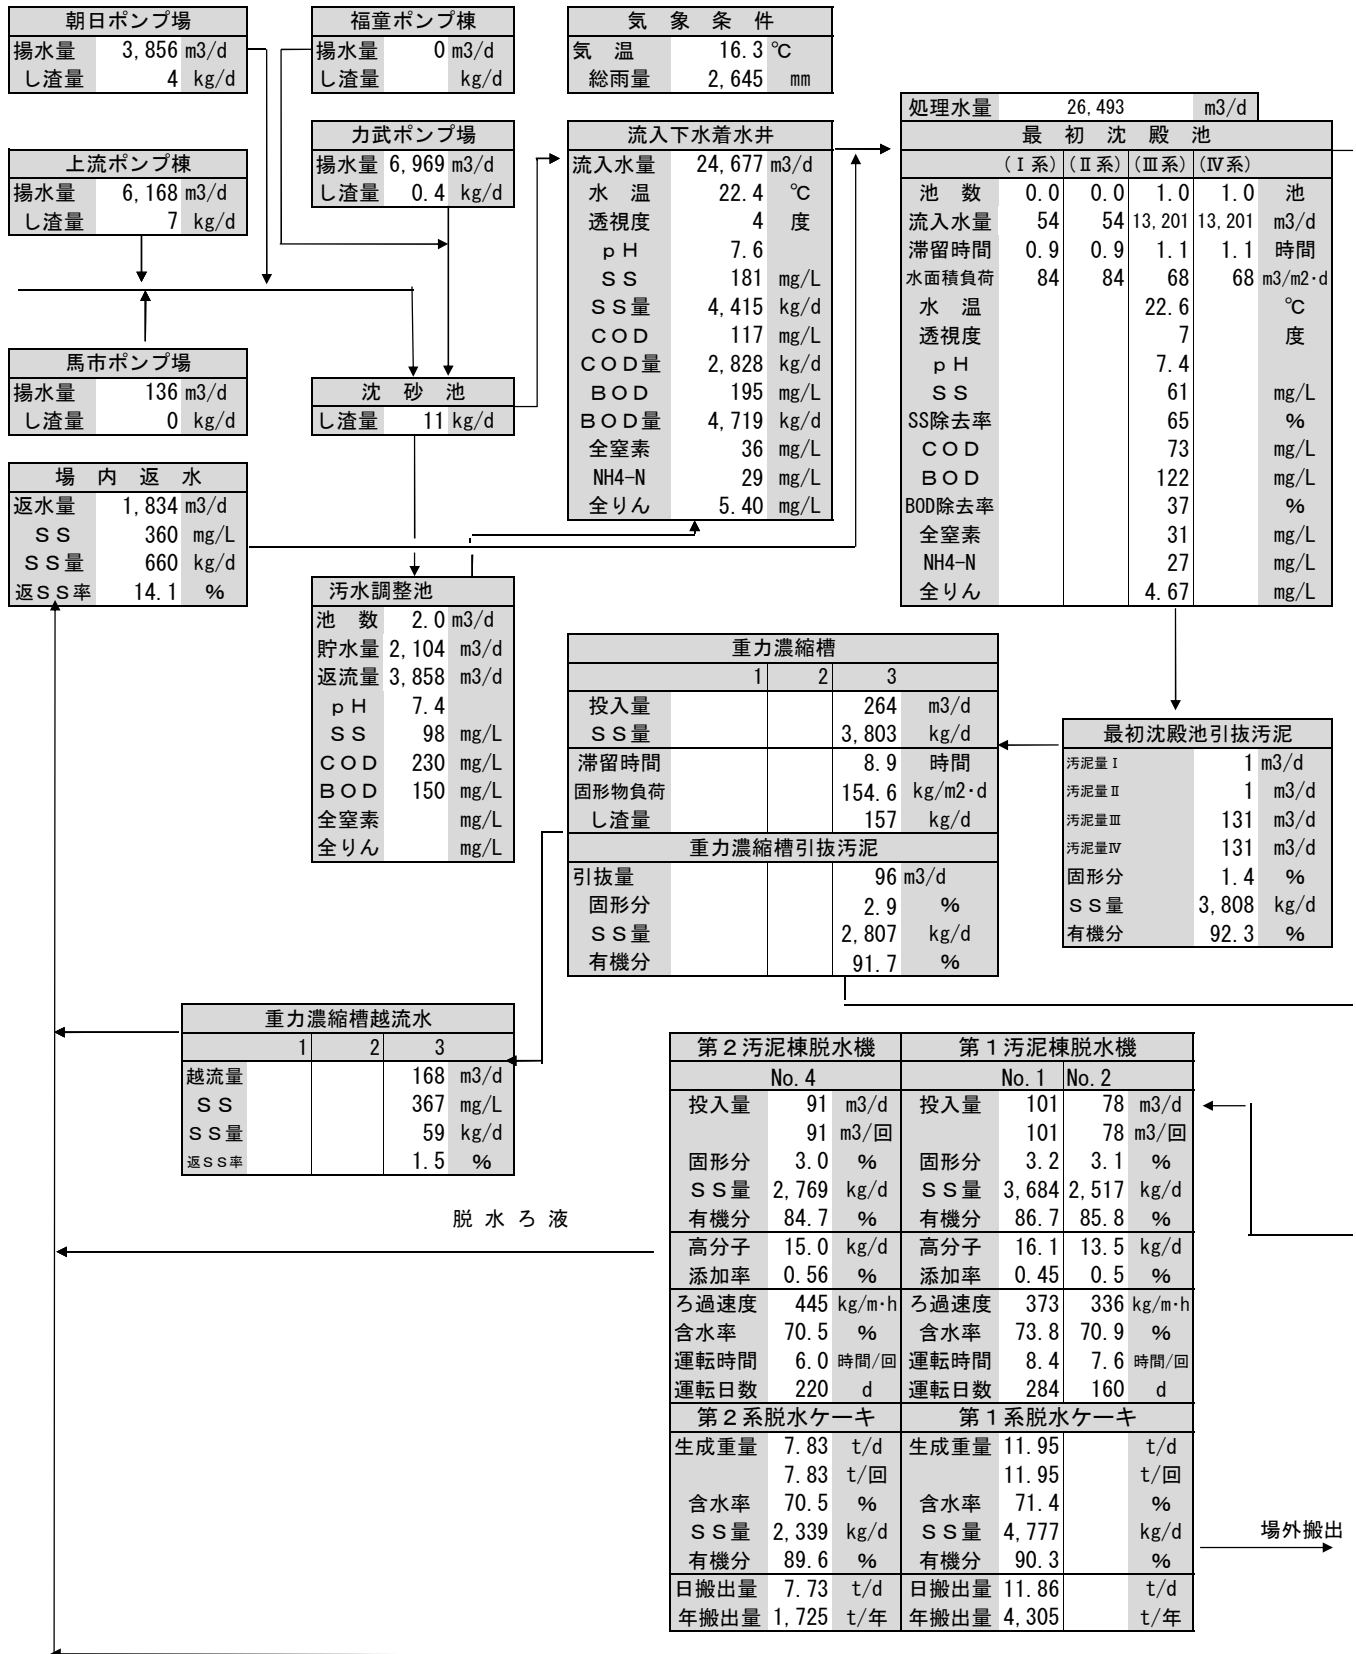 朝日ポンプ場
揚水量 3,856 m3/d
し渣量 4 kg/d
福童ポンプ棟
揚水量 0 m3/d
し渣量 kg/d
気 象 条 件
気 温 16.3 ℃
総雨量 2,645 mm
上流ポンプ棟
揚水量 6,168 m3/d
し渣量 7 kg/d
力武ポンプ場
揚水量 6,969 m3/d
し渣量 0.4 kg/d
馬市ポンプ場
揚水量 136 m3/d
し渣量 0 kg/d
沈 砂 池
し渣量 11 kg/d
流入下水着水井
流入水量 24,677 m3/d
水 温 22.4 ℃
透視度 4 度
pH 7.6
SS 181 mg/L
SS量 4,415 kg/d
COD 117 mg/L
COD量 2,828 kg/d
BOD 195 mg/L
BOD量 4,719 kg/d
全窒素 36 mg/L
NH4-N 29 mg/L
全りん 5.40 mg/L
処理水量 26,493 m3/d
最 初 沈 殿 池
(Ⅰ系) (Ⅱ系) (Ⅲ系) (Ⅳ系)
池 数 0.0 0.0 1.0 1.0 池
流入水量 54 54 13,201 13,201 m3/d
滞留時間 0.9 0.9 1.1 1.1 時間
水面積負荷 84 84 68 68 m3/m2·d
水 温 22.6 ℃
透視度 7 度
pH 7.4
SS 61 mg/L
SS除去率 65 %
COD 73 mg/L
BOD 122 mg/L
BOD除去率 37 %
全窒素 31 mg/L
NH4-N 27 mg/L
全りん 4.67 mg/L
場 内 返 水
返水量 1,834 m3/d
SS 360 mg/L
SS量 660 kg/d
返SS率 14.1 %
汚水調整池
池 数 2.0 m3/d
貯水量 2,104 m3/d
返流量 3,858 m3/d
pH 7.4
SS 98 mg/L
COD 230 mg/L
BOD 150 mg/L
全窒素 mg/L
全りん mg/L
重力濃縮槽
1 2 3
投入量 264 m3/d
SS量 3,803 kg/d
滞留時間 8.9 時間
固形物負荷 154.6 kg/m2·d
し渣量 157 kg/d
重力濃縮槽引抜汚泥
引抜量 96 m3/d
固形分 2.9 %
SS量 2,807 kg/d
有機分 91.7 %
最初沈殿池引抜汚泥
汚泥量Ⅰ 1 m3/d
汚泥量Ⅱ 1 m3/d
汚泥量Ⅲ 131 m3/d
汚泥量Ⅳ 131 m3/d
固形分 1.4 %
SS量 3,808 kg/d
有機分 92.3 %
重力濃縮槽越流水
1 2 3
越流量 168 m3/d
SS 367 mg/L
SS量 59 kg/d
返SS率 1.5 %
脱 水 ろ 液
第2汚泥棟脱水機
No.4
投入量 91 m3/d
91 m3/回
固形分 3.0 %
SS量 2,769 kg/d
有機分 84.7 %
高分子 15.0 kg/d
添加率 0.56 %
ろ過速度 445 kg/m·h
含水率 70.5 %
運転時間 6.0 時間/回
運転日数 220 d
第2系脱水ケーキ
生成重量 7.83 t/d
7.83 t/回
含水率 70.5 %
SS量 2,339 kg/d
有機分 89.6 %
日搬出量 7.73 t/d
年搬出量 1,725 t/年
第1汚泥棟脱水機
No.1 No.2
投入量 101 78 m3/d
101 78 m3/回
固形分 3.2 3.1 %
SS量 3,684 2,517 kg/d
有機分 86.7 85.8 %
高分子 16.1 13.5 kg/d
添加率 0.45 0.5 %
ろ過速度 373 336 kg/m·h
含水率 73.8 70.9 %
運転時間 8.4 7.6 時間/回
運転日数 284 160 d
第1系脱水ケーキ
生成重量 11.95 t/d
11.95 t/回
含水率 71.4 %
SS量 4,777 kg/d
有機分 90.3 %
日搬出量 11.86 t/d
年搬出量 4,305 t/年
場外搬出